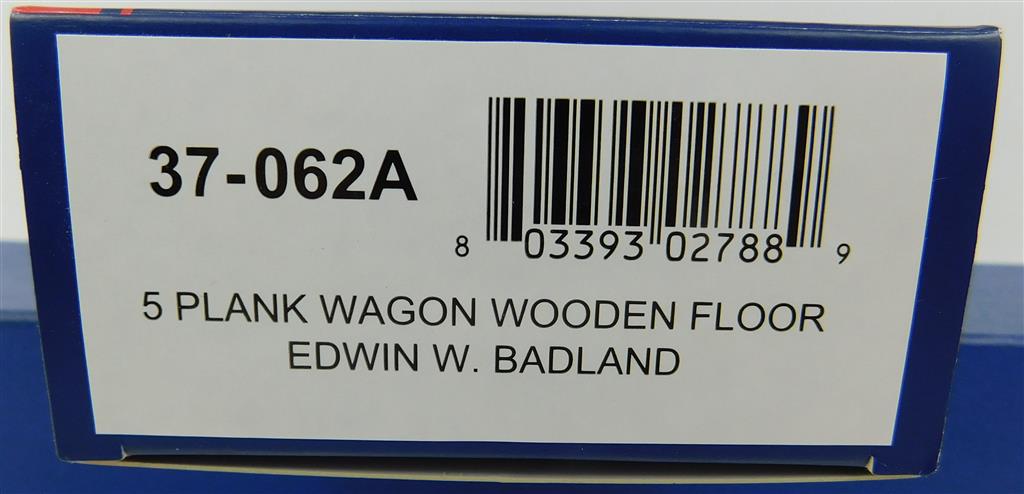 37-062A
8 03393 02788 9
5 PLANK WAGON WOODEN FLOOR
EDWIN W. BADLAND